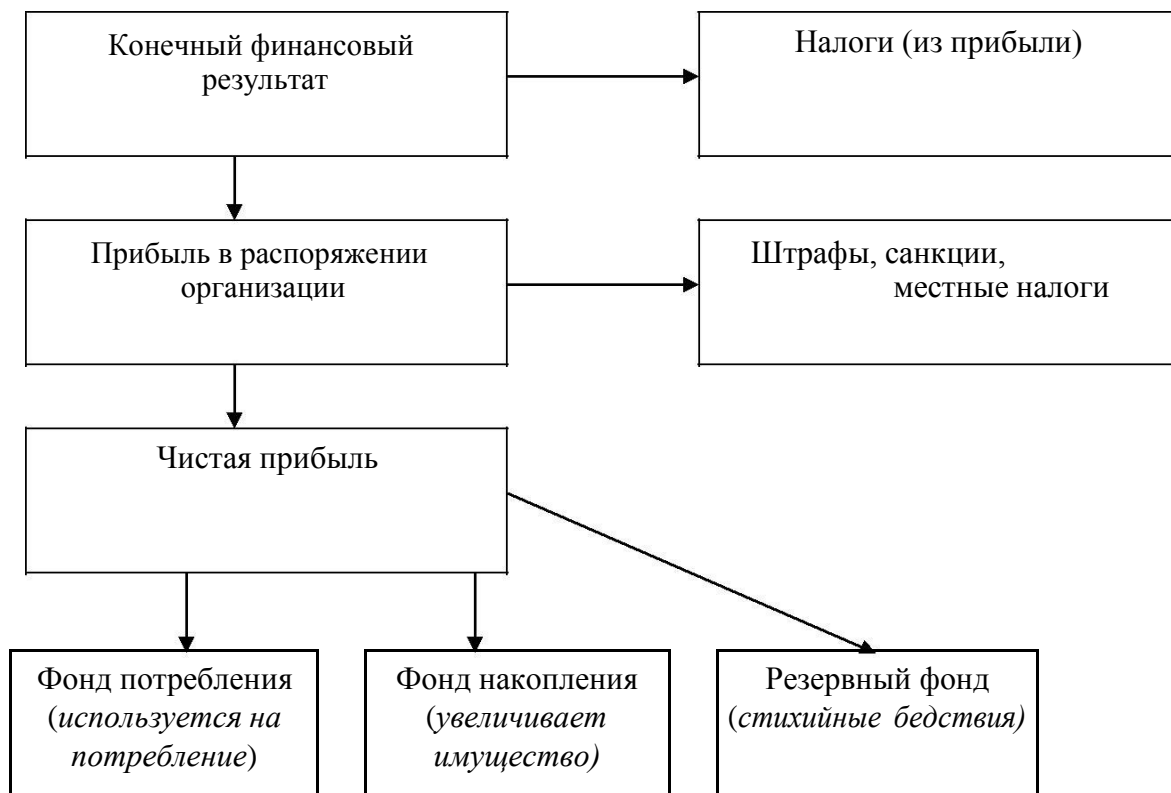 Конечный финансовый
результат
Налоги (из прибыли)
Прибыль в распоряжении
организации
Штрафы, санкции,
местные налоги
Чистая прибыль
Фонд потребления
(используется на
потребление)
Фонд накопления
(увеличивает
имущество)
Резервный фонд
(стихийные бедствия)